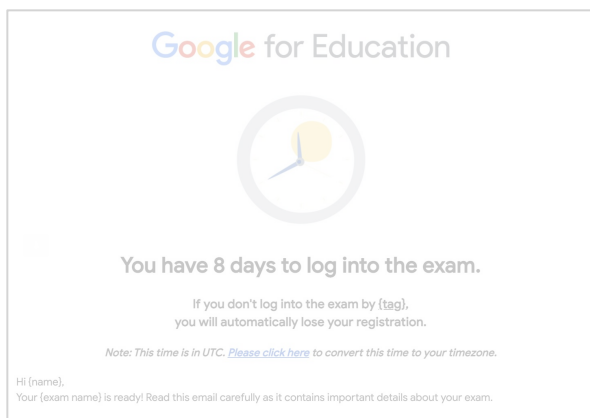 Google for Education
You have 8 days to log into the exam.
If you don't log into the exam by {tag},
you will automatically lose your registration.
Note: This time is in UTC. Please click here to convert this time to your timezone.
Hi {name},
Your {exam name} is ready! Read this email carefully as it contains important details about your exam.